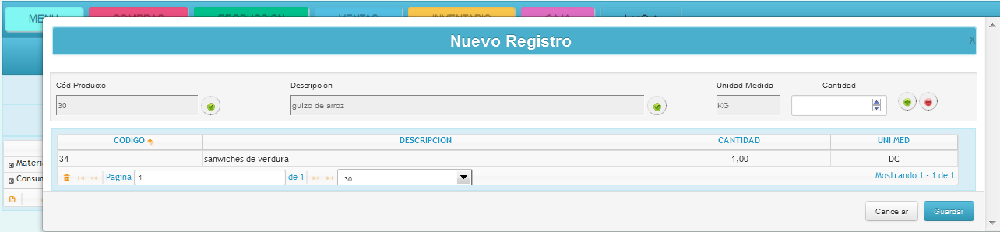 MENU COMPRAS PRODUCCION VENTAS INVENTARIO CAJA
Nuevo Registro X
Cód Producto Descripción Unidad Medida Cantidad
30 guizo de arroz KG
CODIGO DESCRIPCION CANTIDAD UNI MED
34 sanwiches de verdura 1,00 DC
Pagina 1 de 1 30 Mostrando 1 - 1 de 1
Materi
Consun
Cancelar Guardar